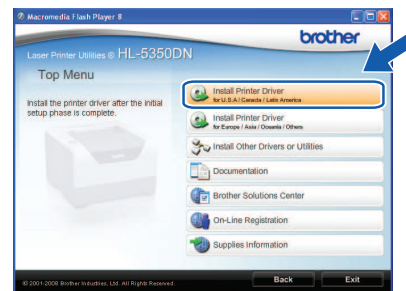 Macromedia Flash Player 8
brother
Laser Printer Utilities © HL-5350DN
Top Menu
Install the printer driver after the initial
setup phase is complete.
Install Printer Driver
for U.S.A / Canada / Latin America
Install Printer Driver
for Europe / Asia / Oceania / Others
Install Other Drivers or Utilities
Documentation
Brother Solutions Center
On-Line Registration
Supplies Information
© 2001-2008 Brother Industries, Ltd. All Rights Reserved.
Back
Exit